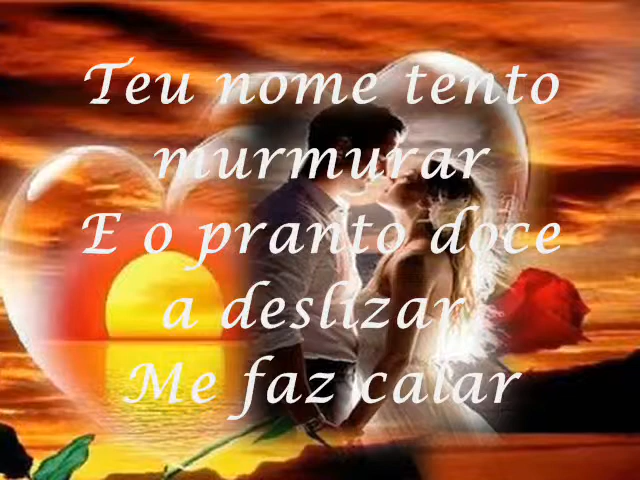 Teu nome tento
murmurar
E o pranto doce
a deslizar
Me faz calar